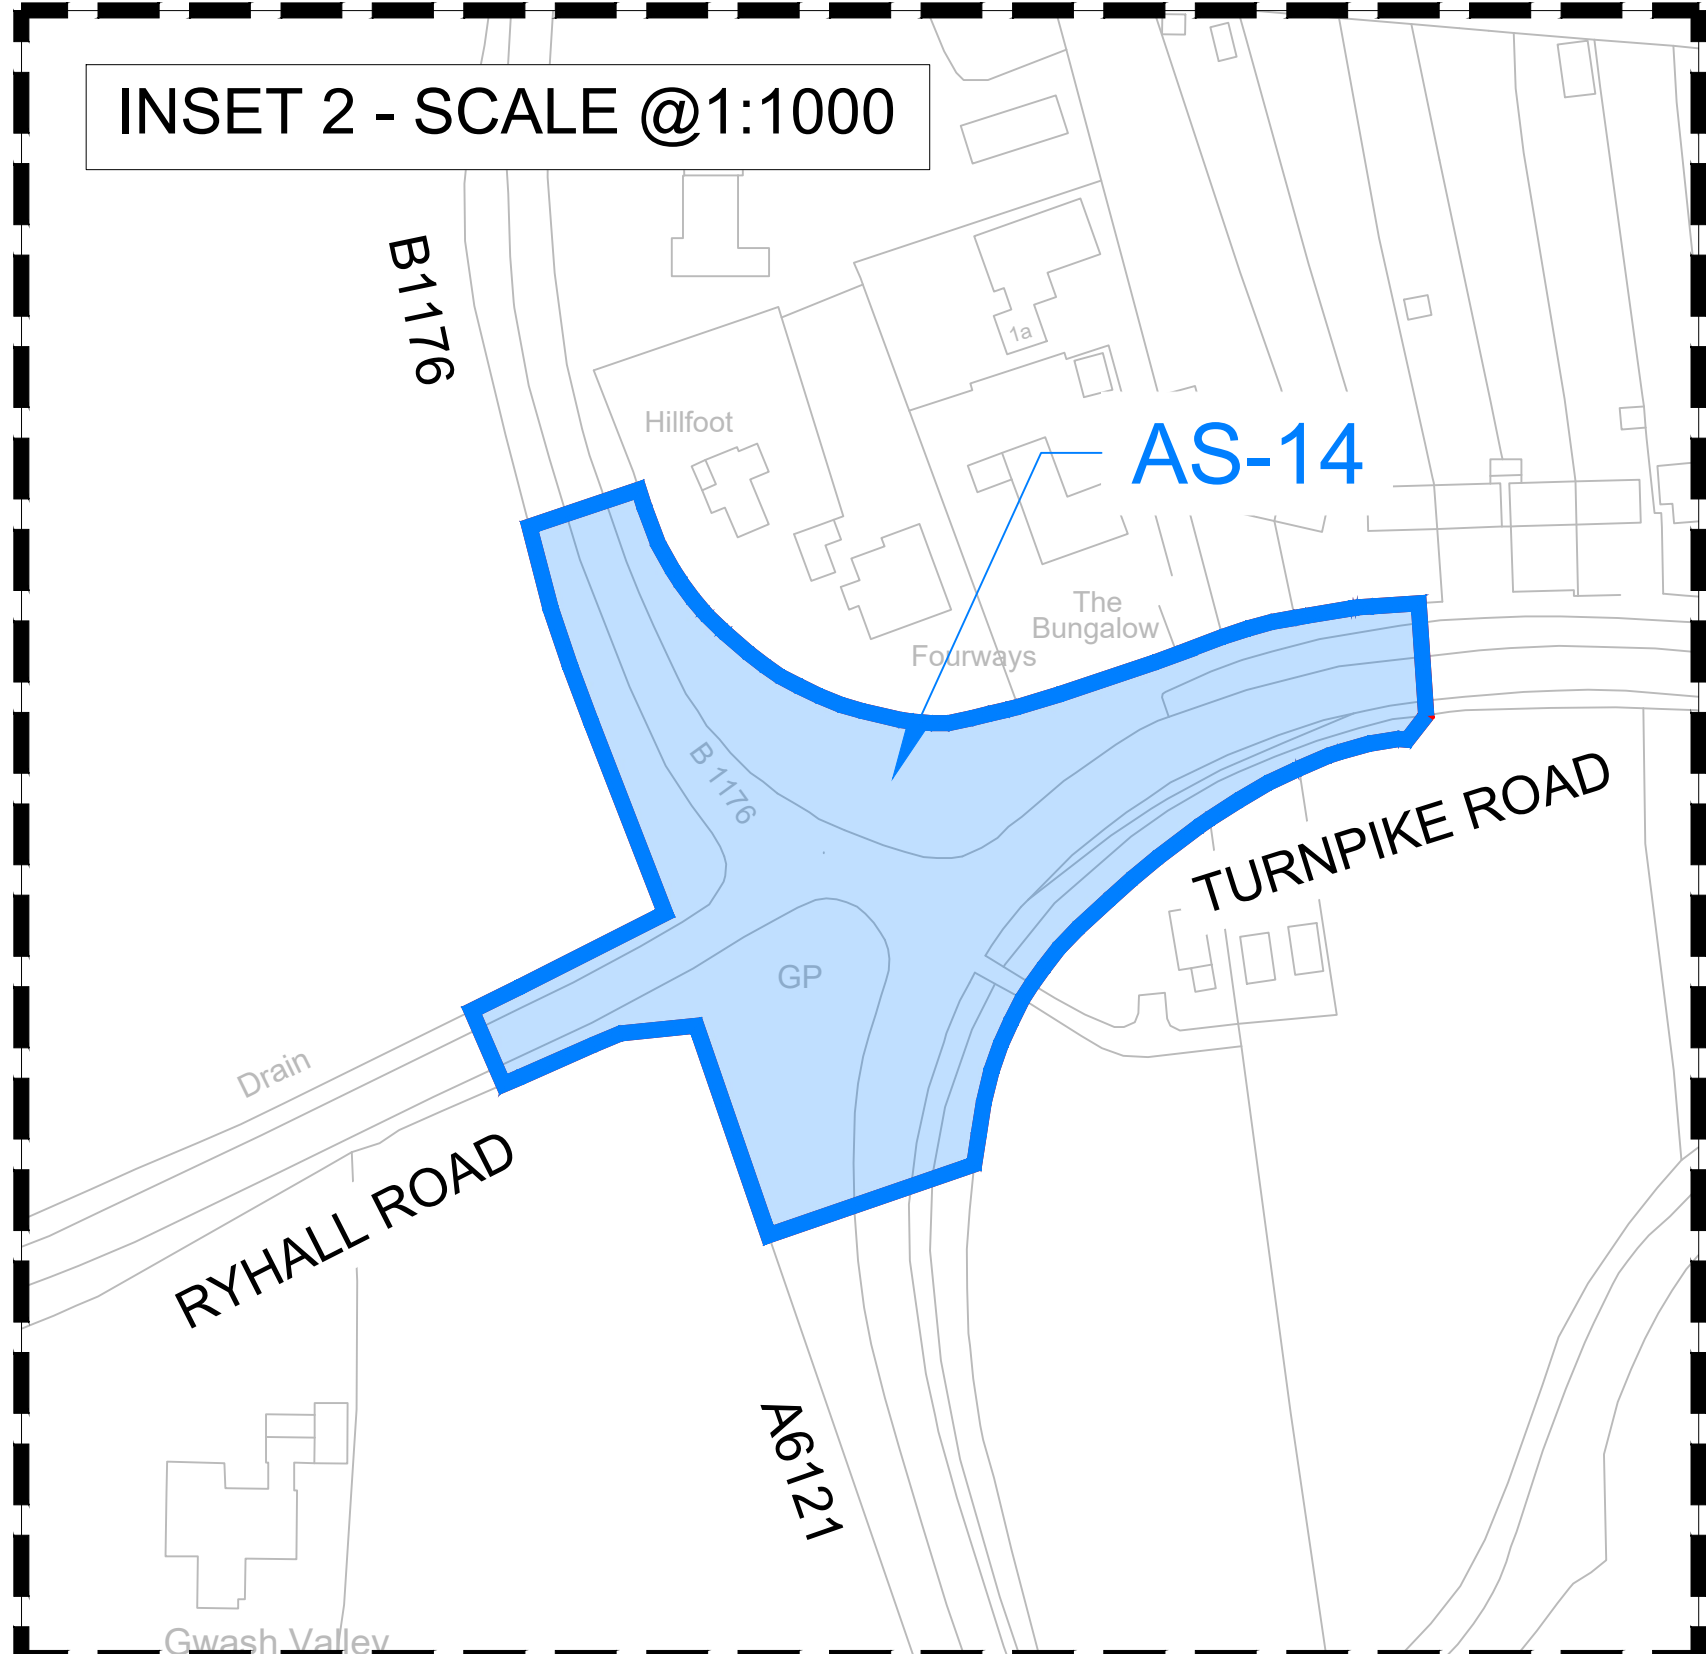 INSET 2 - SCALE @1:1000
B1176
1a
Hillfoot
AS-14
The
Bungalow
Fourways
B 1176
TURNPIKE ROAD
GP
Drain
RYHALL ROAD
A6121
Gwash Valley